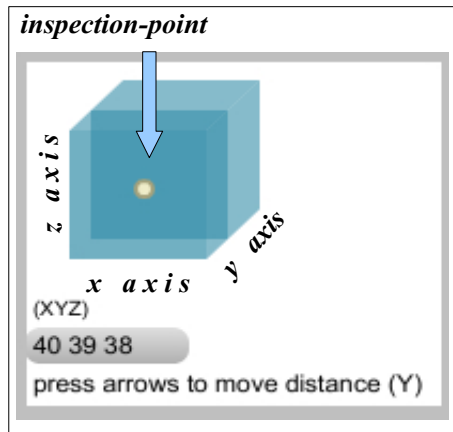 inspection-point
z axis
x axis
y axis
(XYZ)
40 39 38
press arrows to move distance (Y)